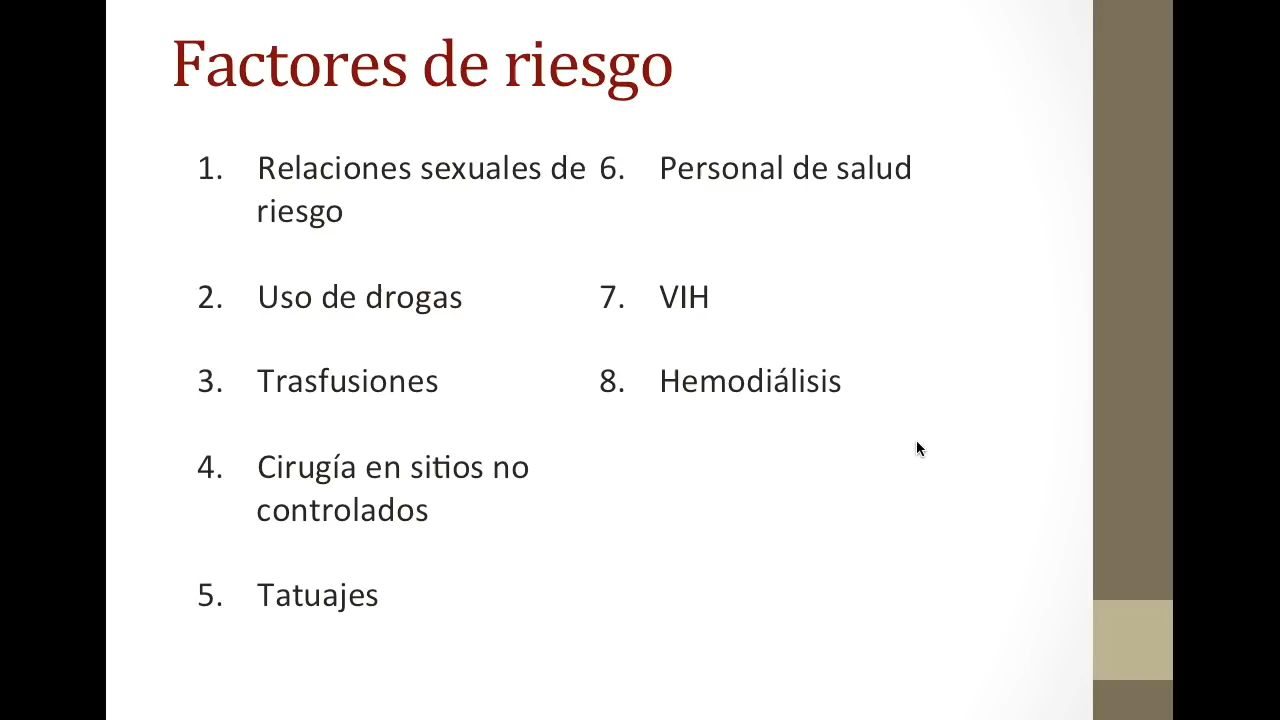 Factores de riesgo
1. Relaciones sexuales de
riesgo
2. Uso de drogas
3. Trasfusiones
4. Cirugía en sitios no
controlados
5. Tatuajes
6. Personal de salud
7. VIH
8. Hemodiálisis